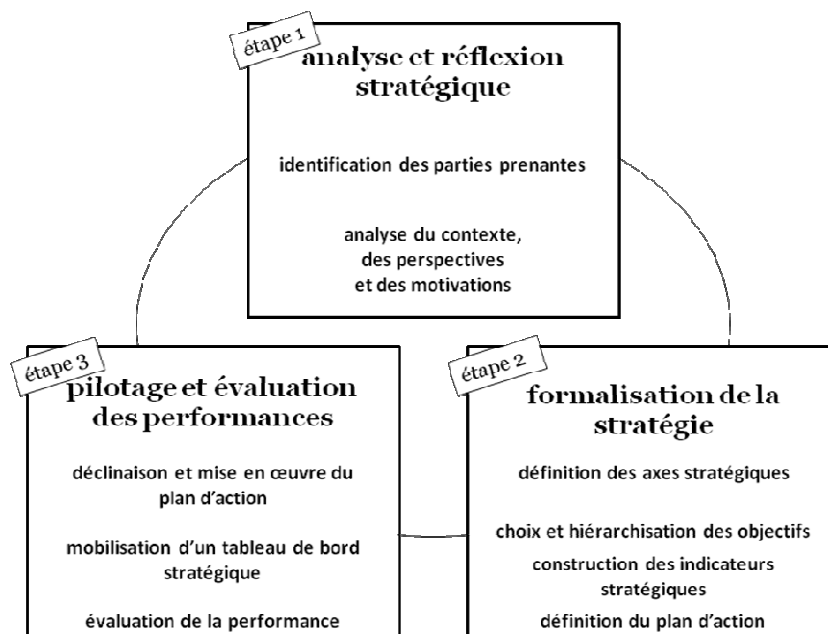 étape 1
analyse et réflexion
stratégique
identification des parties prenantes
analyse du contexte,
des perspectives
et des motivations
étape 3
pilotage et évaluation
des performances
déclinaison et mise en œuvre du
plan d'action
mobilisation d'un tableau de bord
stratégique
évaluation de la performance
étape 2
formalisation de la
stratégie
définition des axes stratégiques
choix et hiérarchisation des objectifs
construction des indicateurs
stratégiques
définition du plan d'action